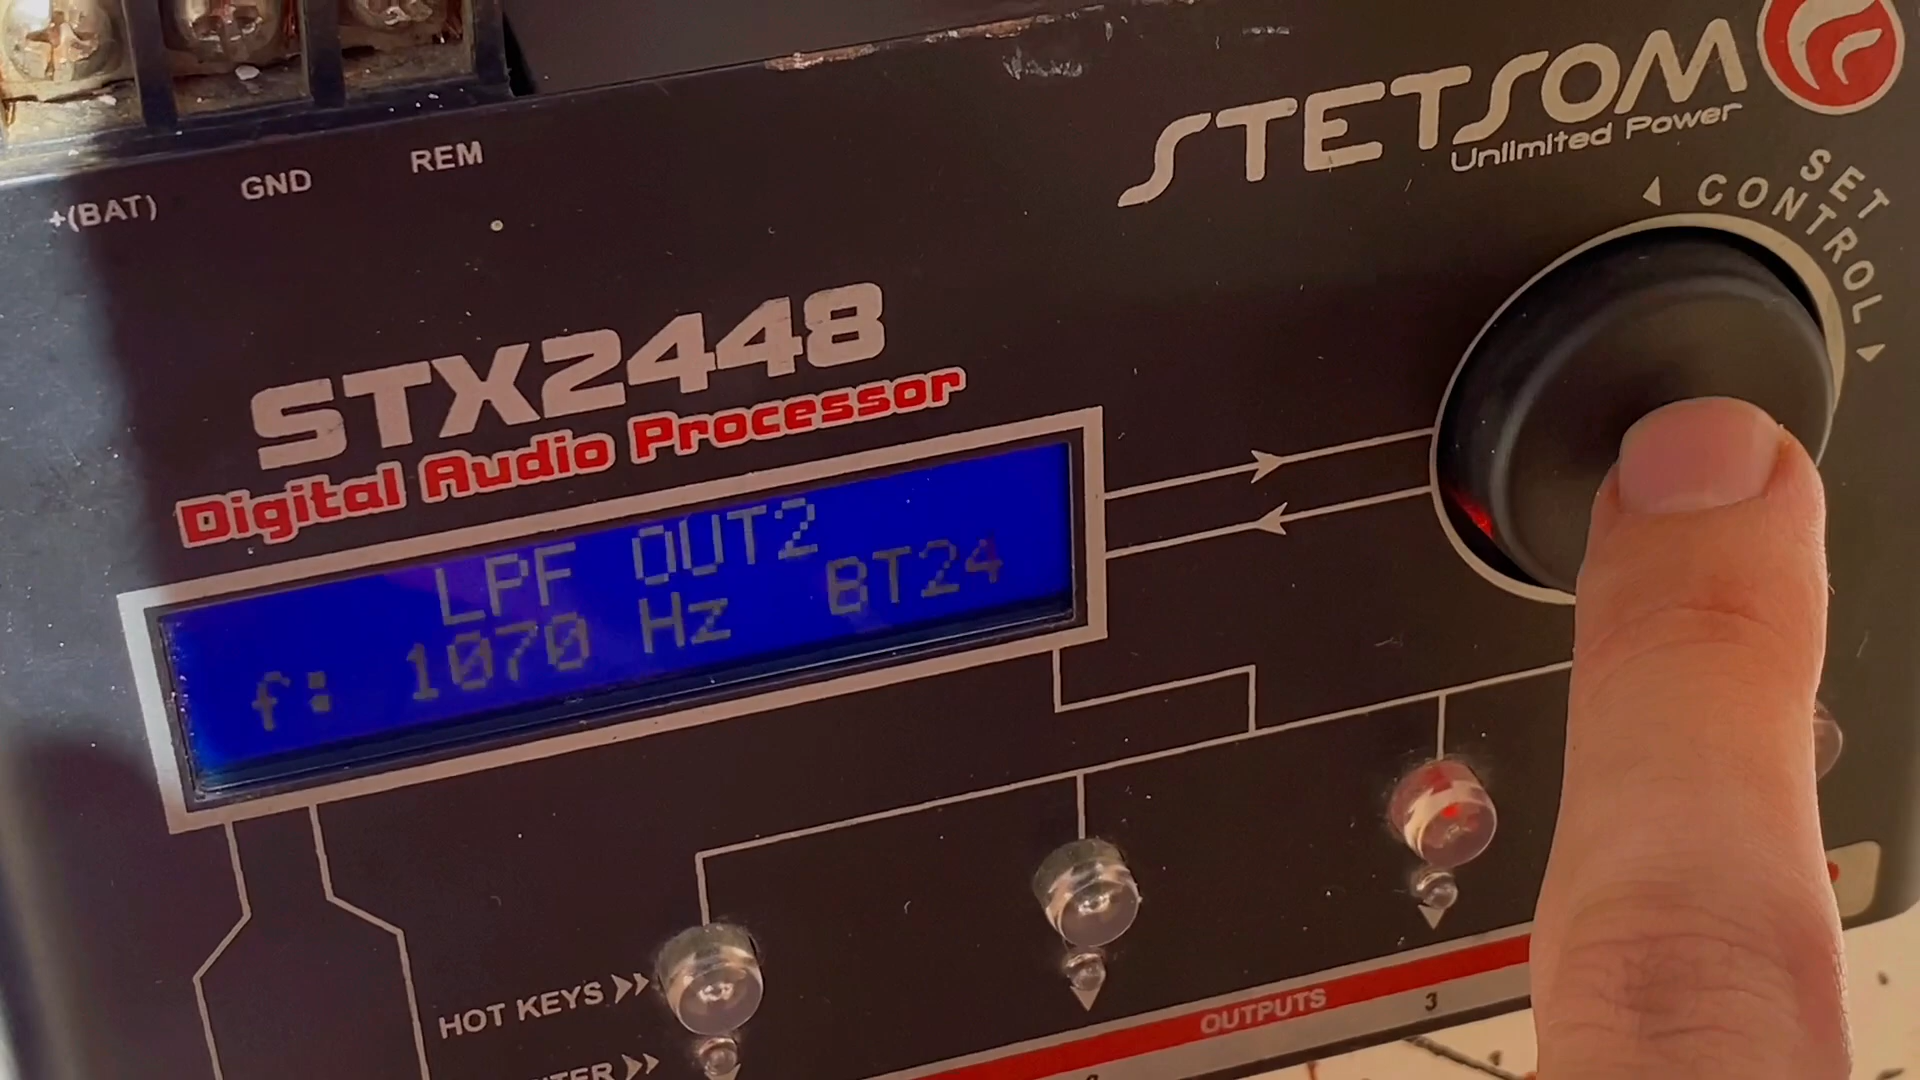 +(BAT) GND REM
STETSOM
Unlimited Power
SET
CONTROL
STX2448
Digital Audio Processor
LPF OUT2
f: 1070 Hz BT24
HOT KEYS
OUTPUTS 3